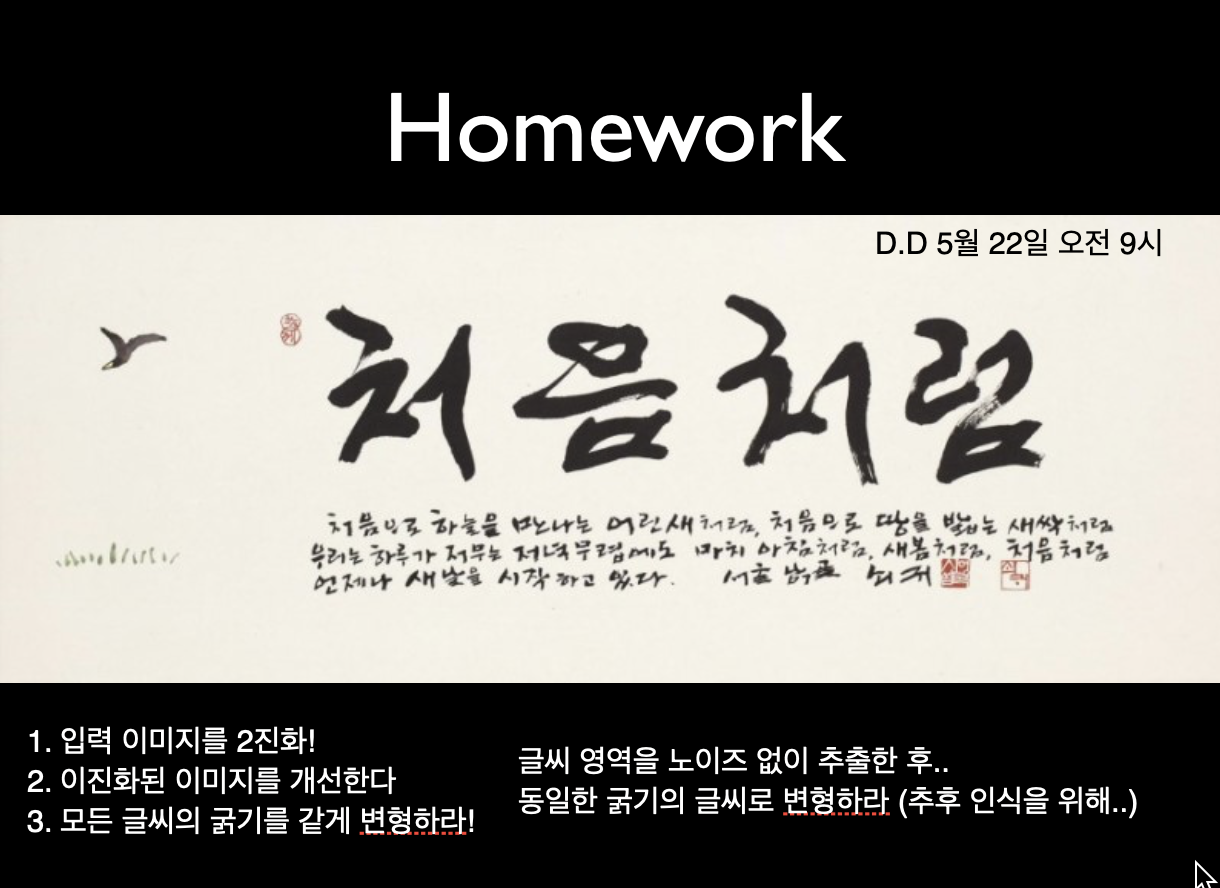 Homework
D.D 5월 22일 오전 9시
처음처럼
처음으로 하늘을 만나는 어린새처럼, 처음으로 땅을 밟는 새싹처럼
우리는 하루가 저무는 저녁무렵에도 마치 아침처럼, 새봄처럼, 처음처럼
언제나 새날을 시작하고 있다.
1. 입력 이미지를 2진화!
2. 이진화된 이미지를 개선한다
3. 모든 글씨의 굵기를 같게 변형하라!
글씨 영역을 노이즈 없이 추출한 후..
동일한 굵기의 글씨로 변형하라 (추후 인식을 위해..)